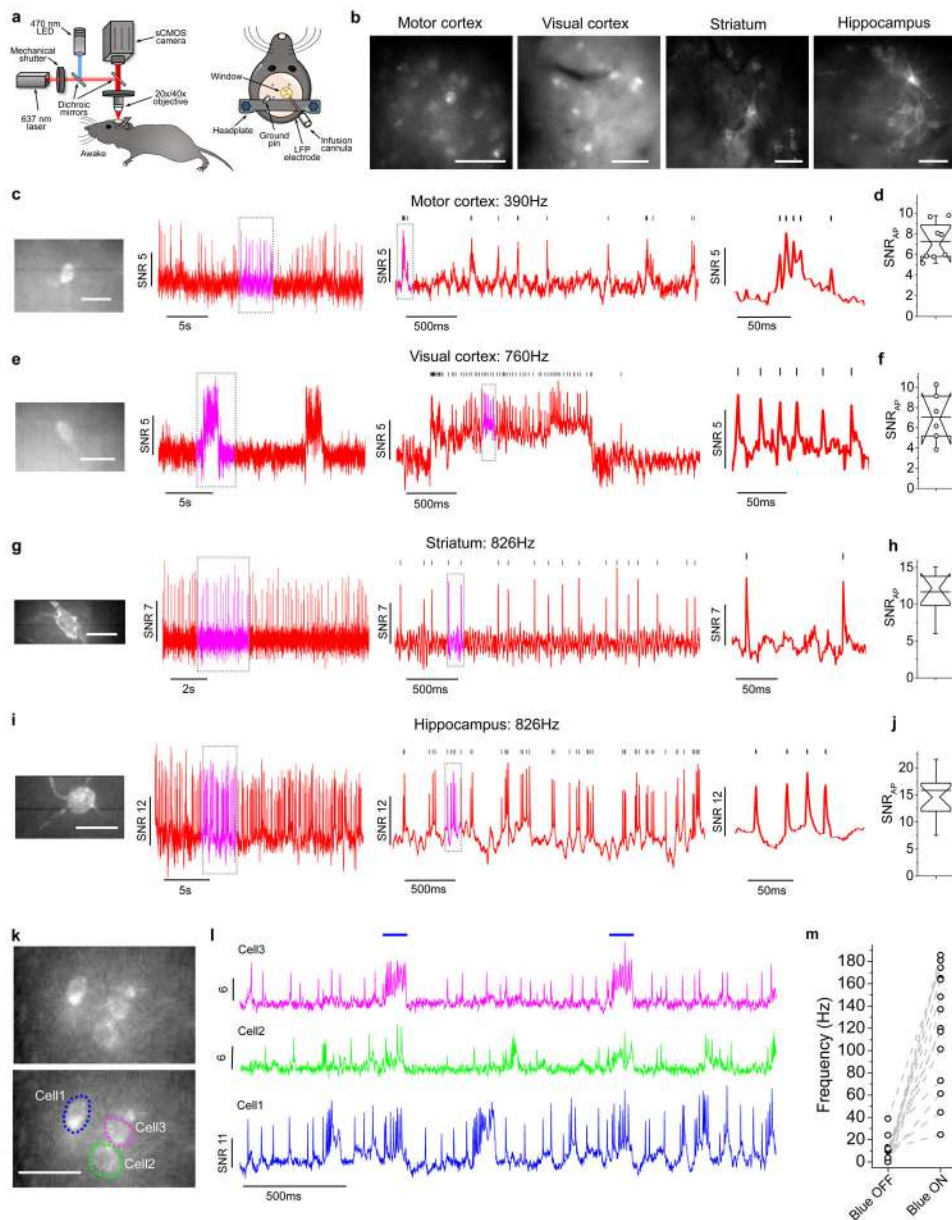 a
470 nm
LED
sCMOS
camera
Mechanical
shutter
Dichroic
mirrors
20x/40x
objective
637 nm
laser
Awake
Window
Headplate
Ground
pin
LFP
electrode
Infusion
cannula
b
Motor cortex
Visual cortex
Striatum
Hippocampus
c
Motor cortex: 390Hz
SNR 5
5s
SNR 5
500ms
SNR 5
50ms
d
SNRAP
10
8
6
4
2
0
e
Visual cortex: 760Hz
SNR 5
5s
SNR 5
500ms
SNR 5
50ms
f
SNRAP
10
8
6
4
2
0
g
Striatum: 826Hz
SNR 7
2s
SNR 7
500ms
SNR 7
50ms
h
SNRAP
15
10
5
0
i
Hippocampus: 826Hz
SNR 12
5s
SNR 12
500ms
SNR 12
50ms
j
SNRAP
20
15
10
5
0
k
Cell1
Cell3
Cell2
l
Cell3
6
Cell2
6
Cell1
SNR 11
500ms
m
Frequency (Hz)
180
160
140
120
100
80
60
40
20
0
Blue OFF
Blue ON